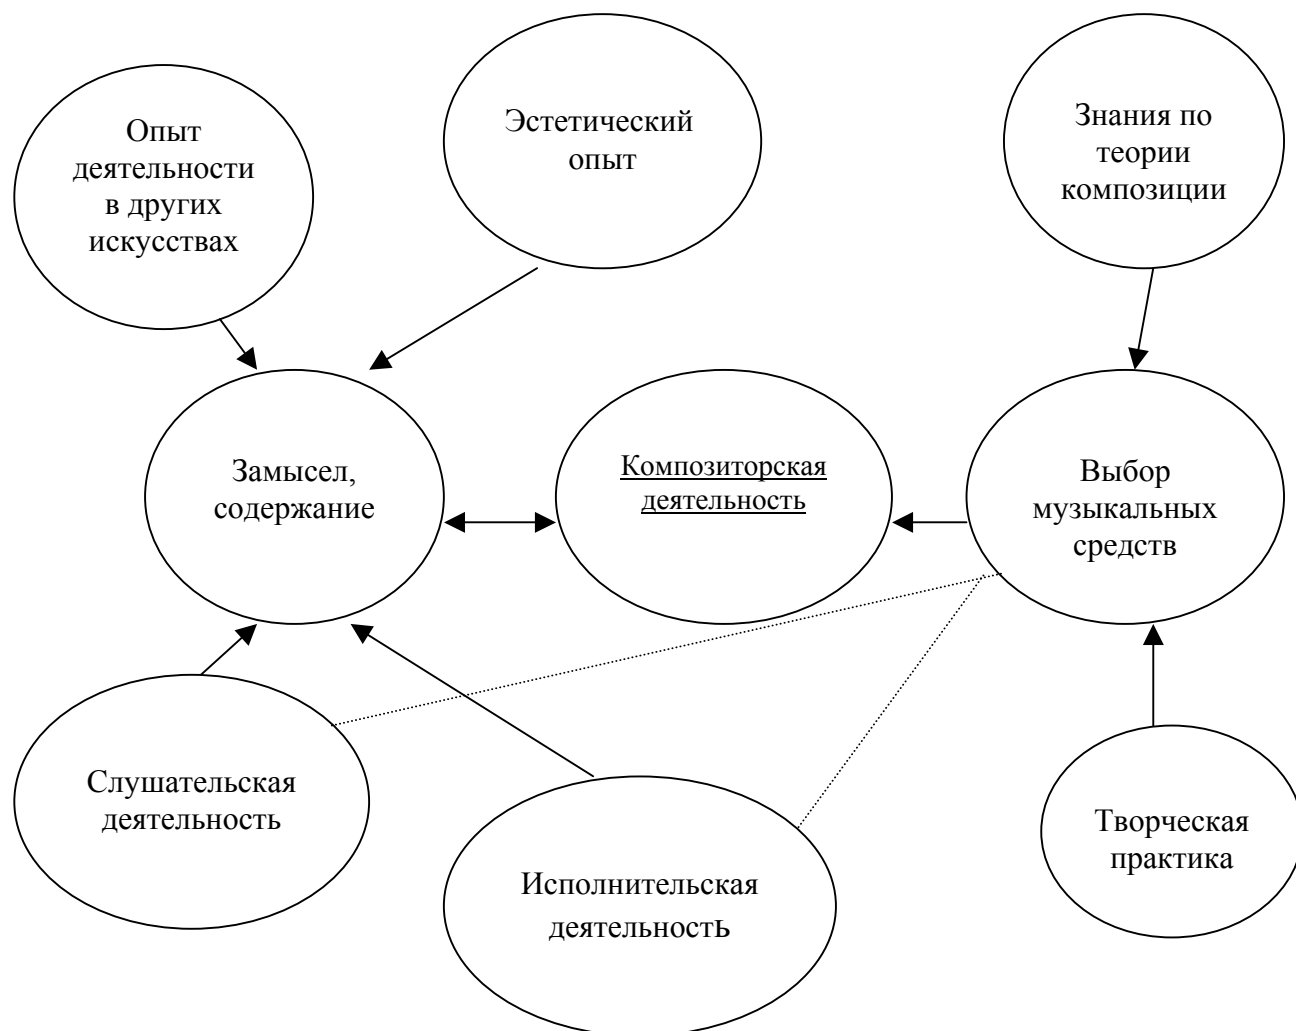 Опыт
деятельности
в других
искусствах
Эстетический
опыт
Знания по
теории
композиции
Замысел,
содержание
Композиторская
деятельность
Выбор
музыкальных
средств
Слушательская
деятельность
Исполнительская
деятельность
Творческая
практика